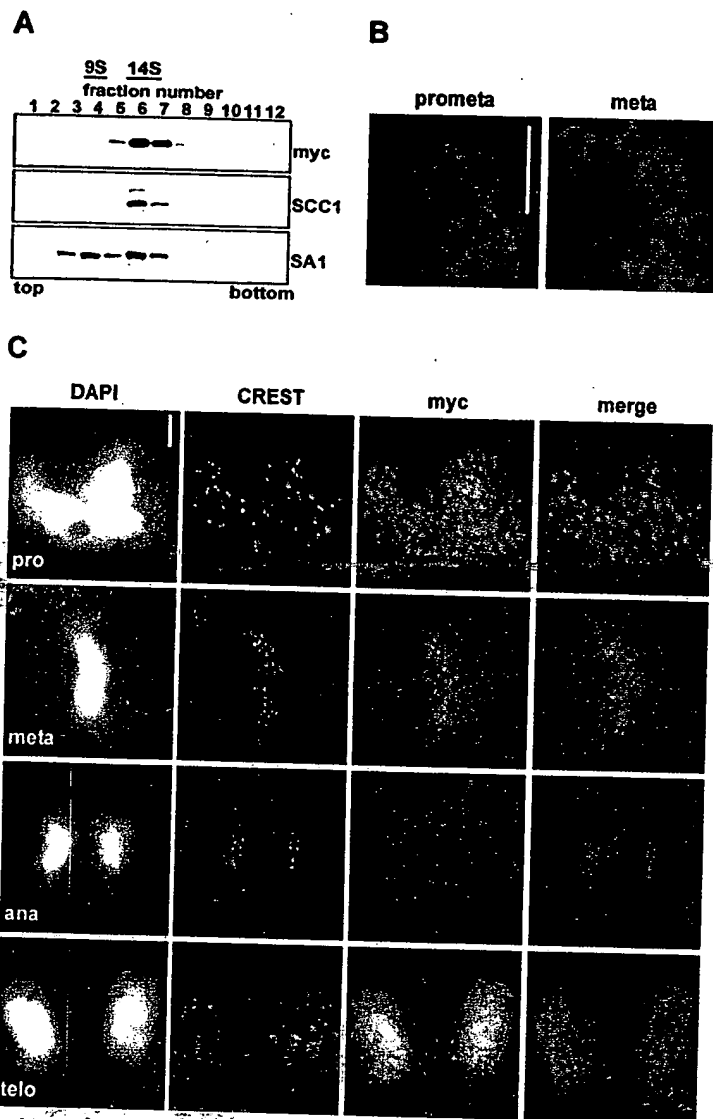 A
9S 14S
fraction number
1 2 3 4 5 6 7 8 9 10 11 12
myc
SCC1
SA1
top bottom
B
prometa meta
C
DAPI CREST myc merge
pro
meta
ana
telo